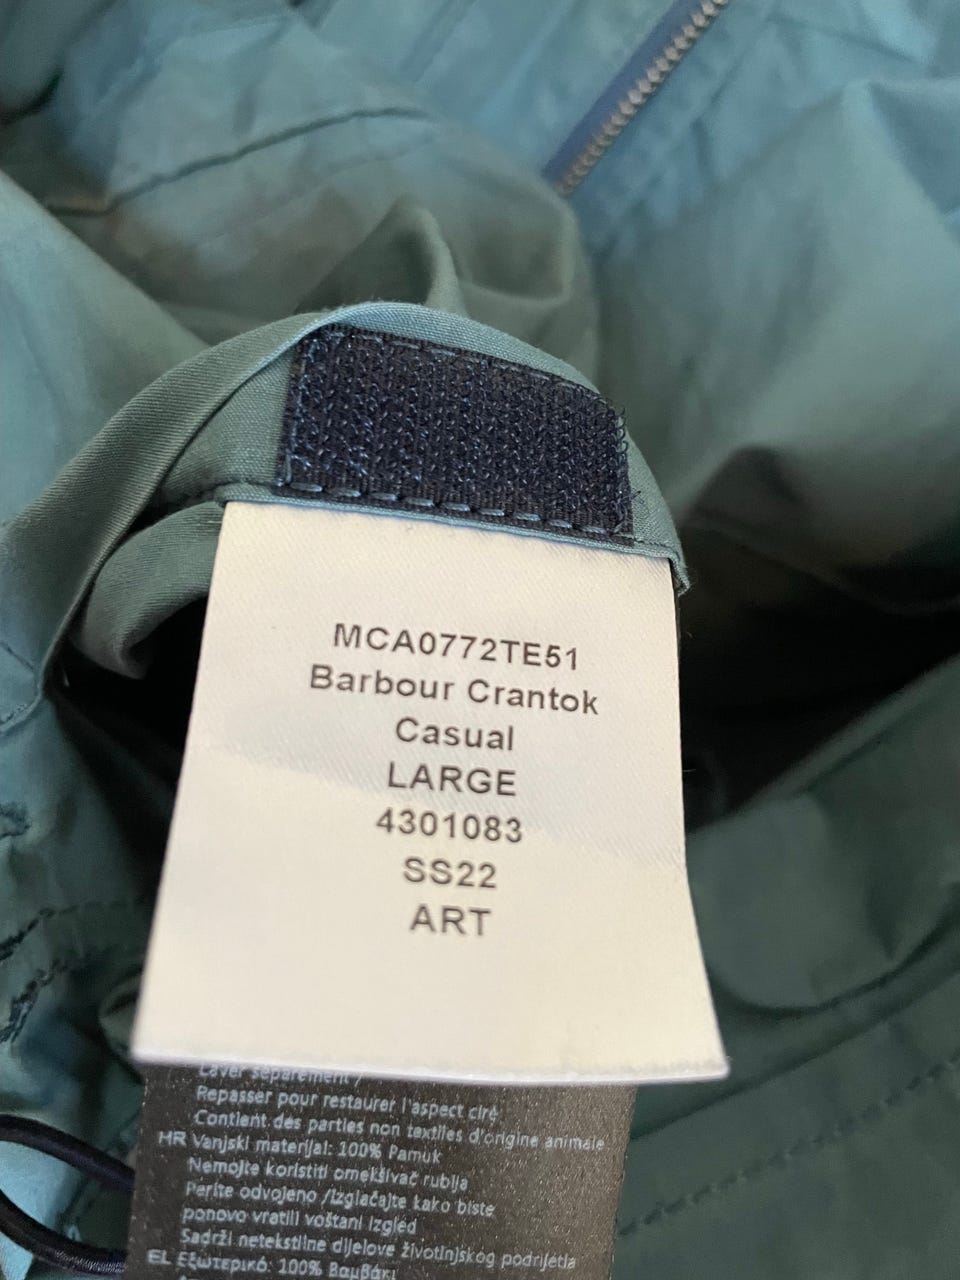 MCA0772TE51
Barbour Crantok
Casual
LARGE
4301083
SS22
ART
Laver séparément /
Repasser pour restaurer l'aspect ciré
Contient des parties non textiles d'origine animale
HR Vanjski materijal: 100% Pamuk
Nemojte koristiti omekšivač rublja
Perite odvojeno /Izglačajte kako biste
ponovo vratili voštani izgled
Sadrži netekstilne dijelove životinjskog podrijetla
EL Εξωτερικό: 100% Βαμβάκι